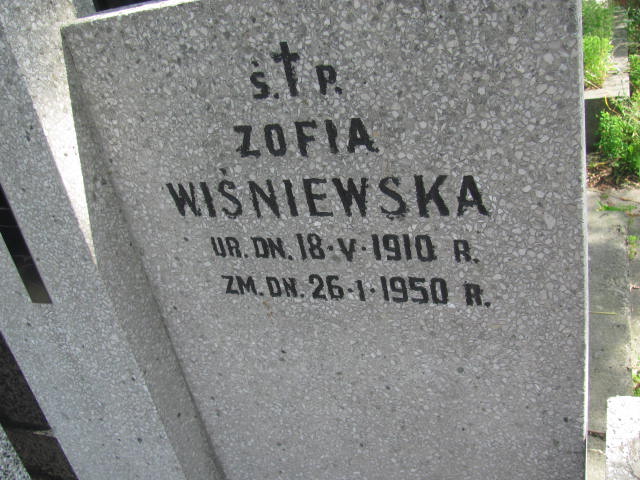 Ś. † P.
ZOFIA
WIŚNIEWSKA
UR. DN. 18·V·1910 R.
ZM. DN. 26·I·1950 R.